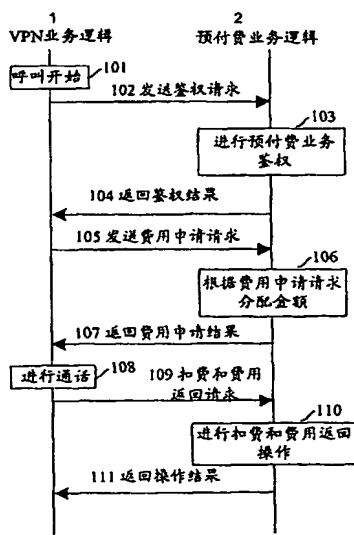 1
VPN业务逻辑
2
预付费业务逻辑
呼叫开始
101
102 发送鉴权请求
103
进行预付费业务
鉴权
104 返回鉴权结果
105 发送费用申请请求
106
根据费用申请请求
分配金额
107 返回费用申请结果
进行通话
108
109 扣费和费用
返回请求
110
进行扣费和费用返回
操作
111 返回操作结果